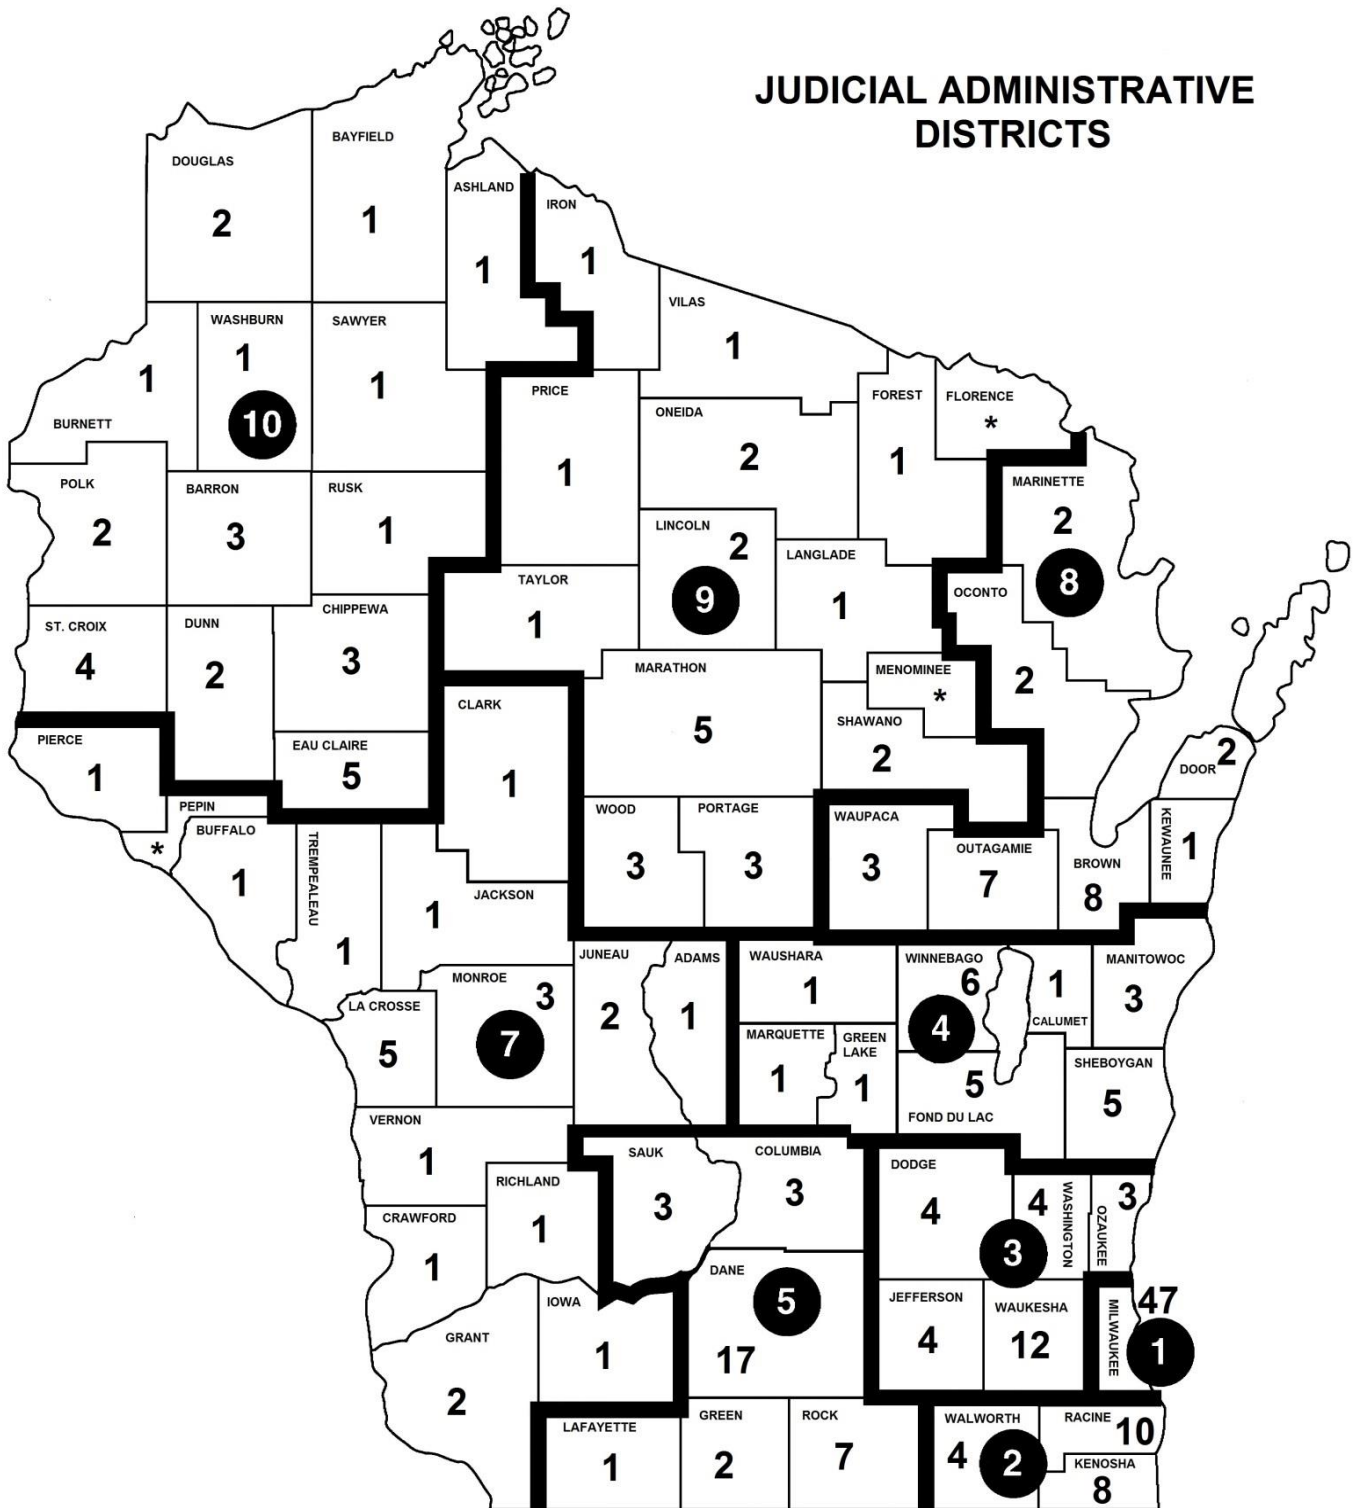 JUDICIAL ADMINISTRATIVE
DISTRICTS
BAYFIELD
1
DOUGLAS
2
ASHLAND
1
IRON
1
VILAS
1
WASHBURN
1
10
SAWYER
1
BURNETT
1
PRICE
1
ONEIDA
2
FOREST
1
FLORENCE
*
POLK
2
BARRON
3
RUSK
1
MARINETTE
2
8
LINCOLN
2
9
LANGLADE
1
TAYLOR
1
OCONTO
2
ST. CROIX
4
DUNN
2
CHIPPEWA
3
MARATHON
5
MENOMINEE
*
SHAWANO
2
CLARK
1
PIERCE
1
EAU CLAIRE
5
DOOR
2
PEPIN
*
BUFFALO
1
TREMPEALEAU
1
WOOD
3
PORTAGE
3
WAUPACA
3
OUTAGAMIE
7
BROWN
8
KEWAUNEE
1
JACKSON
1
MONROE
3
7
JUNEAU
2
ADAMS
1
WAUSHARA
1
WINNEBAGO
6
4
1
CALUMET
MANITOWOC
3
LA CROSSE
5
MARQUETTE
1
GREEN
LAKE
1
5
FOND DU LAC
SHEBOYGAN
5
VERNON
1
RICHLAND
1
SAUK
3
COLUMBIA
3
DODGE
4
4
WASHINGTON
3
3
OZAUKEE
CRAWFORD
1
IOWA
1
DANE
5
17
JEFFERSON
4
WAUKESHA
12
47
MILWAUKEE
1
GRANT
2
LAFAYETTE
1
GREEN
2
ROCK
7
WALWORTH
4
2
RACINE
10
KENOSHA
8